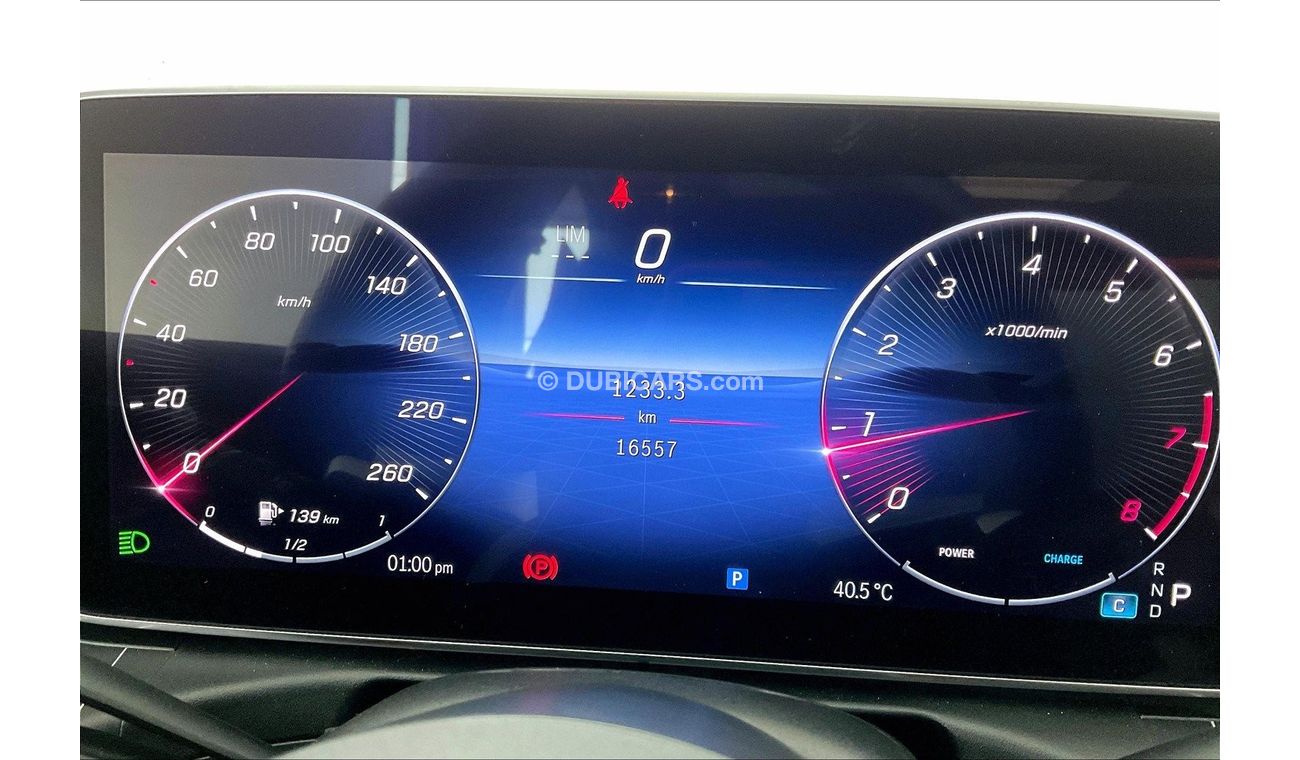 LIM
---
0
km/h
0 20 40 60 80 100 140 180 220 260
km/h
0 1/2 1
139 km
01:00 pm
© DUBICARS.com
1233.3
km
16557
P
P
40.5 °C
0 1 2 3 4 5 6 7 8
x1000/min
POWER
CHARGE
C
R
N
D
P